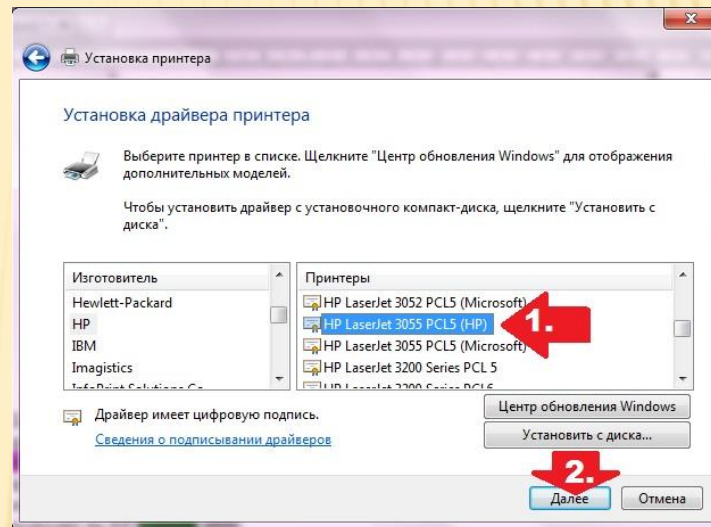 Установка принтера
Установка драйвера принтера
Выберите принтер в списке. Щелкните "Центр обновления Windows" для отображения
дополнительных моделей.
Чтобы установить драйвер с установочного компакт-диска, щелкните "Установить с
диска".
Изготовитель
Hewlett-Packard
HP
IBM
Imagistics
Принтеры
HP LaserJet 3052 PCL5 (Microsoft)
HP LaserJet 3055 PCL5 (HP)
1.
HP LaserJet 3055 PCL5 (Microsoft)
HP LaserJet 3200 Series PCL 5
Драйвер имеет цифровую подпись.
Сведения о подписывании драйверов
Центр обновления Windows
Установить с диска...
2.
Далее
Отмена